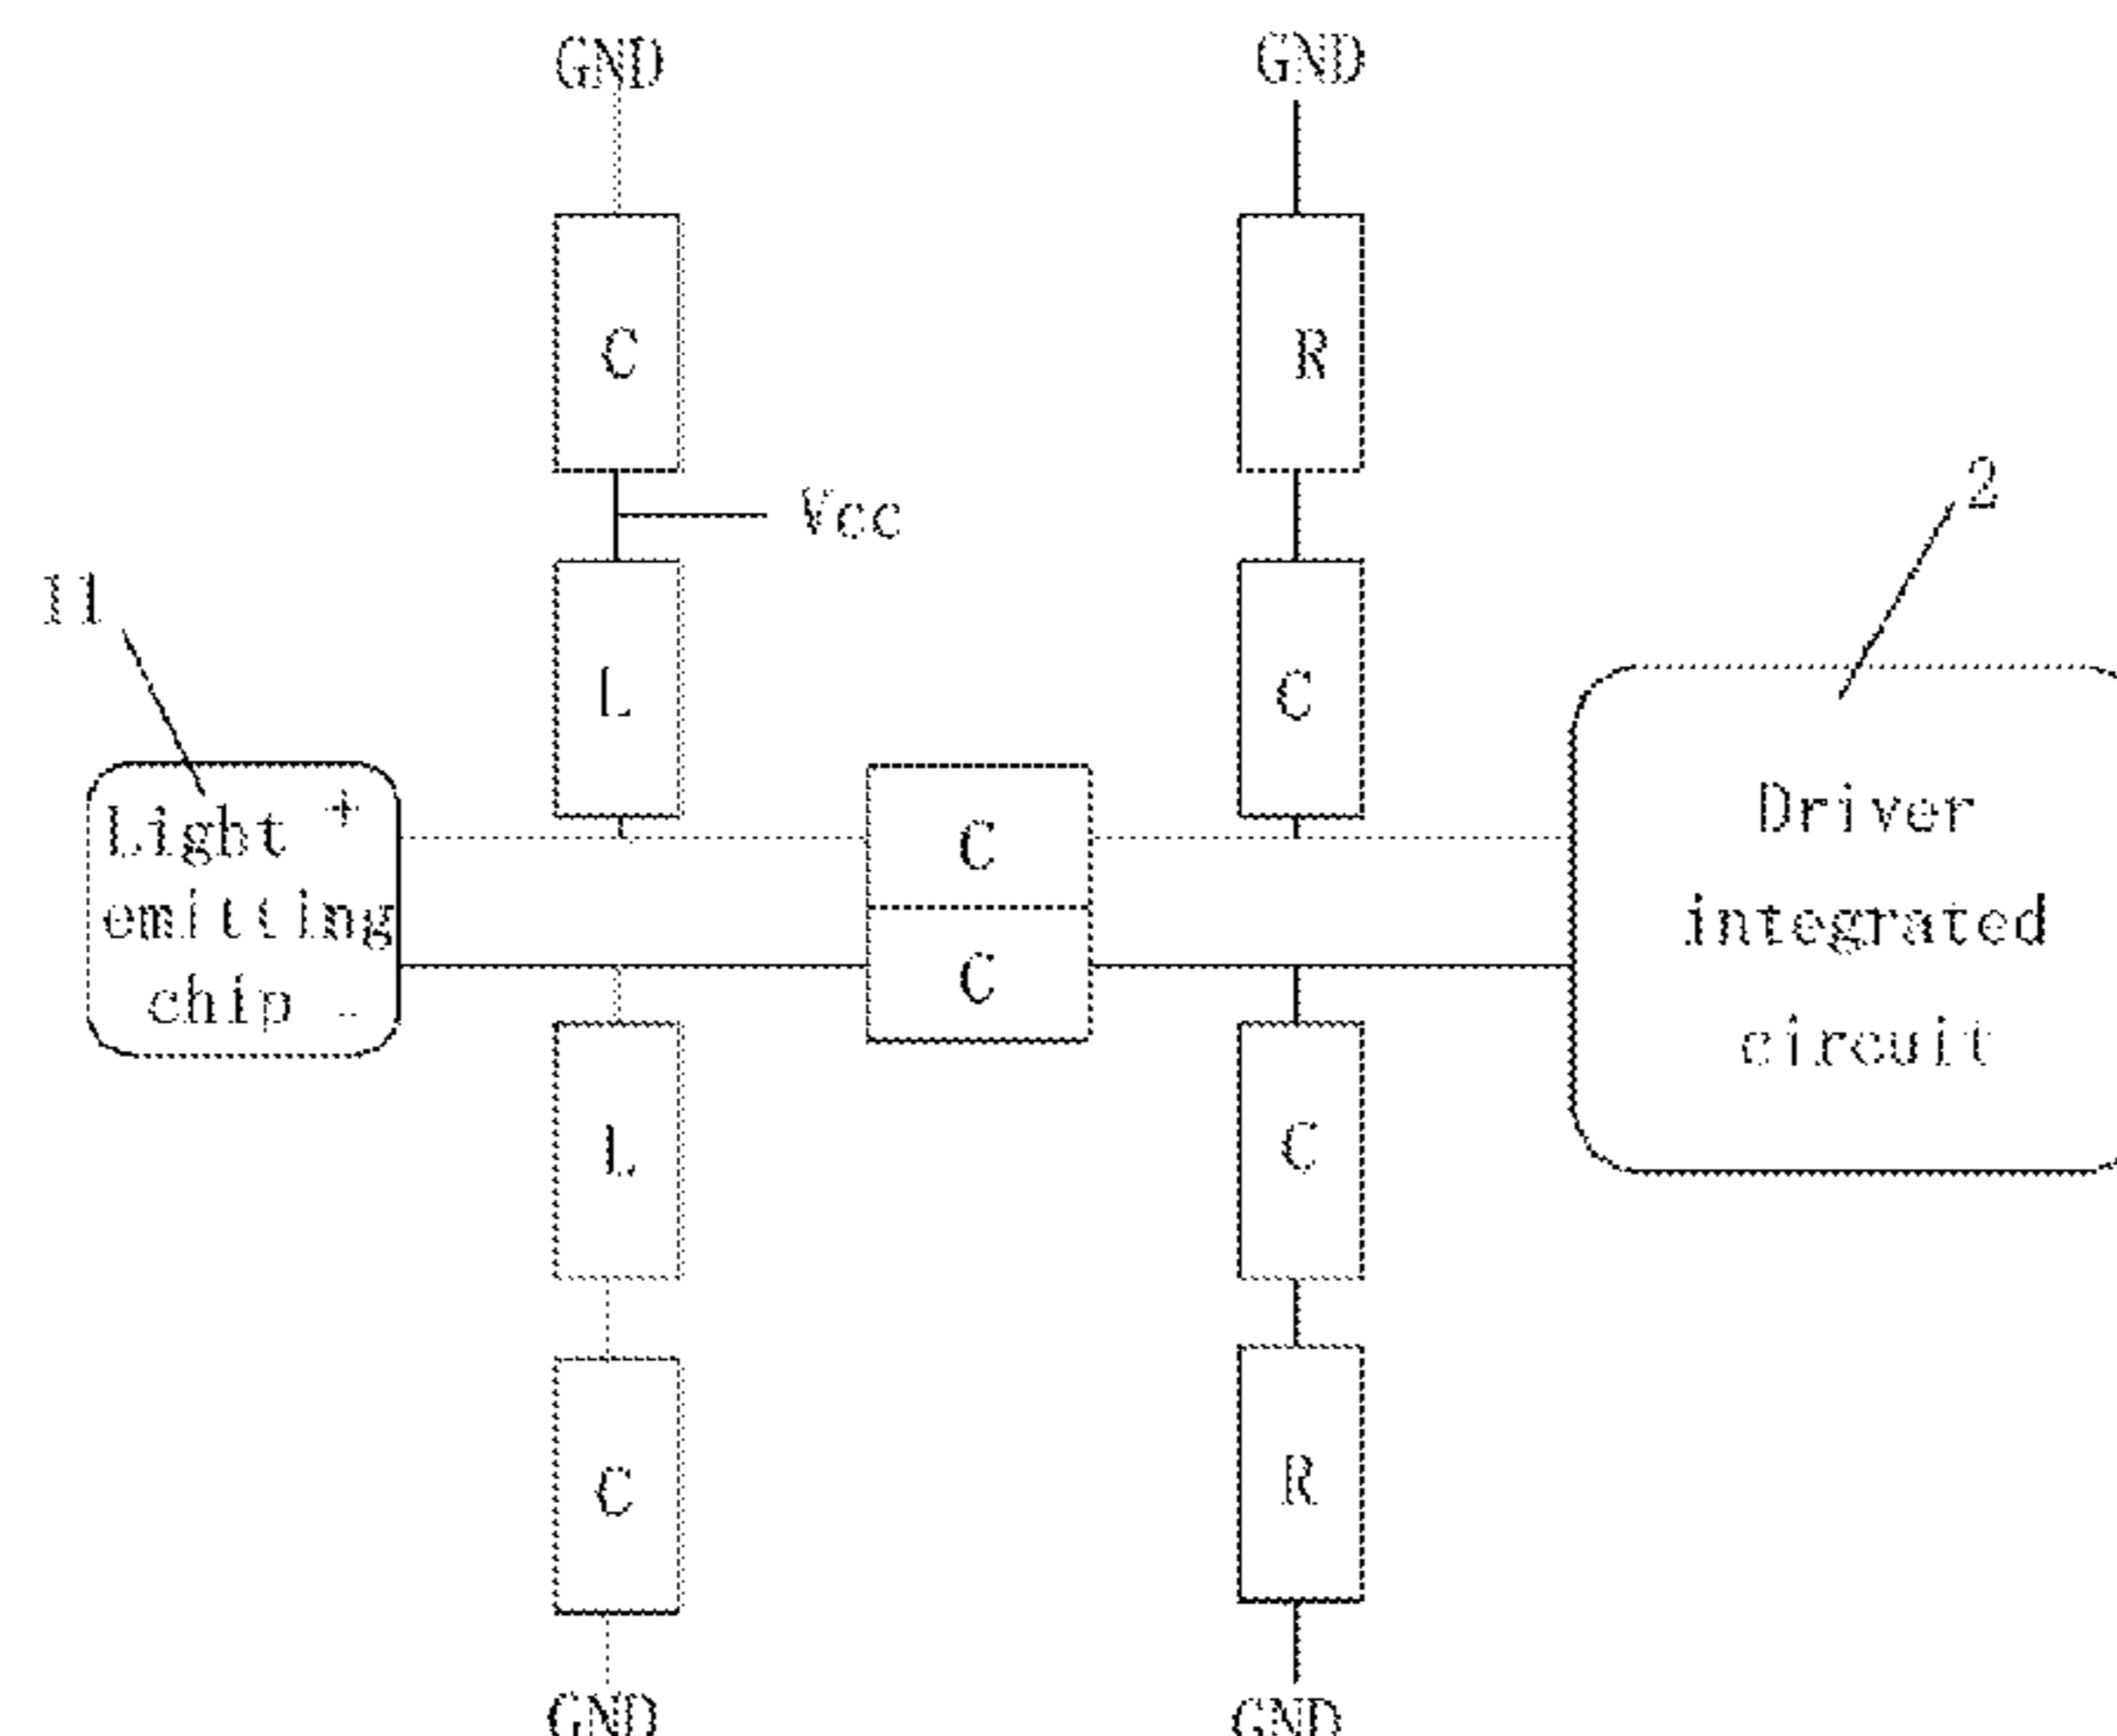 GND GND
C R
Vcc
2
11
L C
Light + 
emitting
chip -
C
C
Driver
integrated
circuit
L C
C R
GND GND